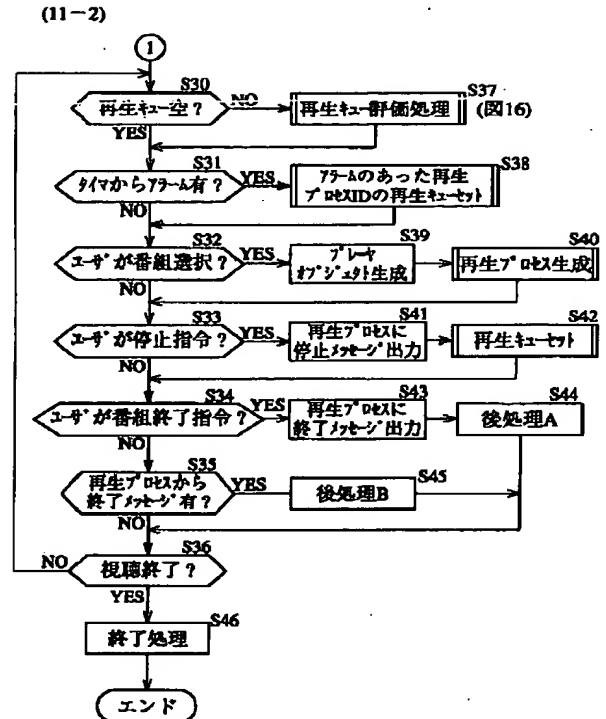 (11−2)
1
S30
再生キュー空?
NO
S37
再生キュー評価処理
(図16)
YES
S31
タイマからアラーム有?
YES
S38
アラームのあった再生
プロセスIDの再生キューセット
NO
S32
ユーザが番組選択?
YES
S39
プレーヤ
オブジェクト生成
S40
再生プロセス生成
NO
S33
ユーザが停止指令?
YES
S41
再生プロセスに
停止メッセージ出力
S42
再生キューセット
NO
S34
ユーザが番組終了指令?
YES
S43
再生プロセスに
終了メッセージ出力
S44
後処理A
NO
S35
再生プロセスから
終了メッセージ有?
YES
S45
後処理B
NO
S36
NO
視聴終了?
YES
S46
終了処理
エンド